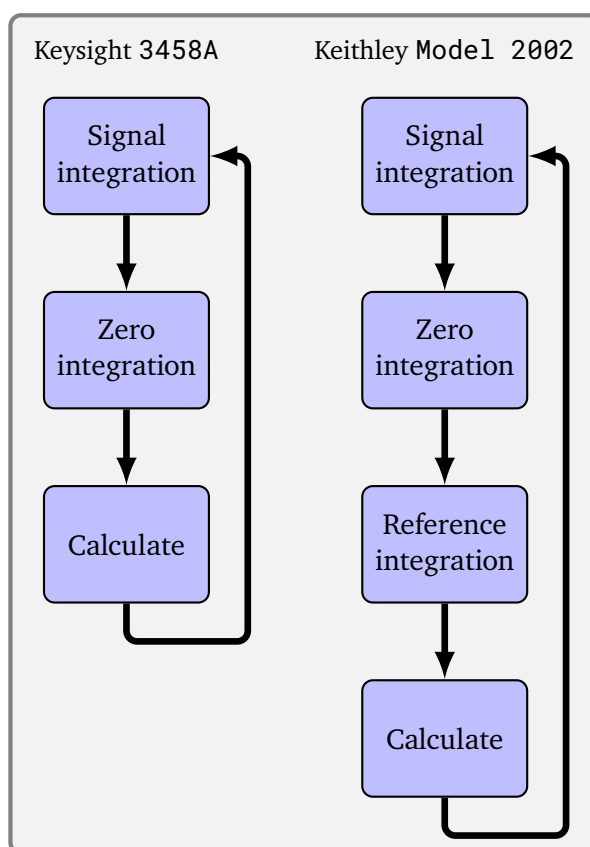 Keysight 3458A
Signal
integration
Zero
integration
Calculate
Keithley Model 2002
Signal
integration
Zero
integration
Reference
integration
Calculate